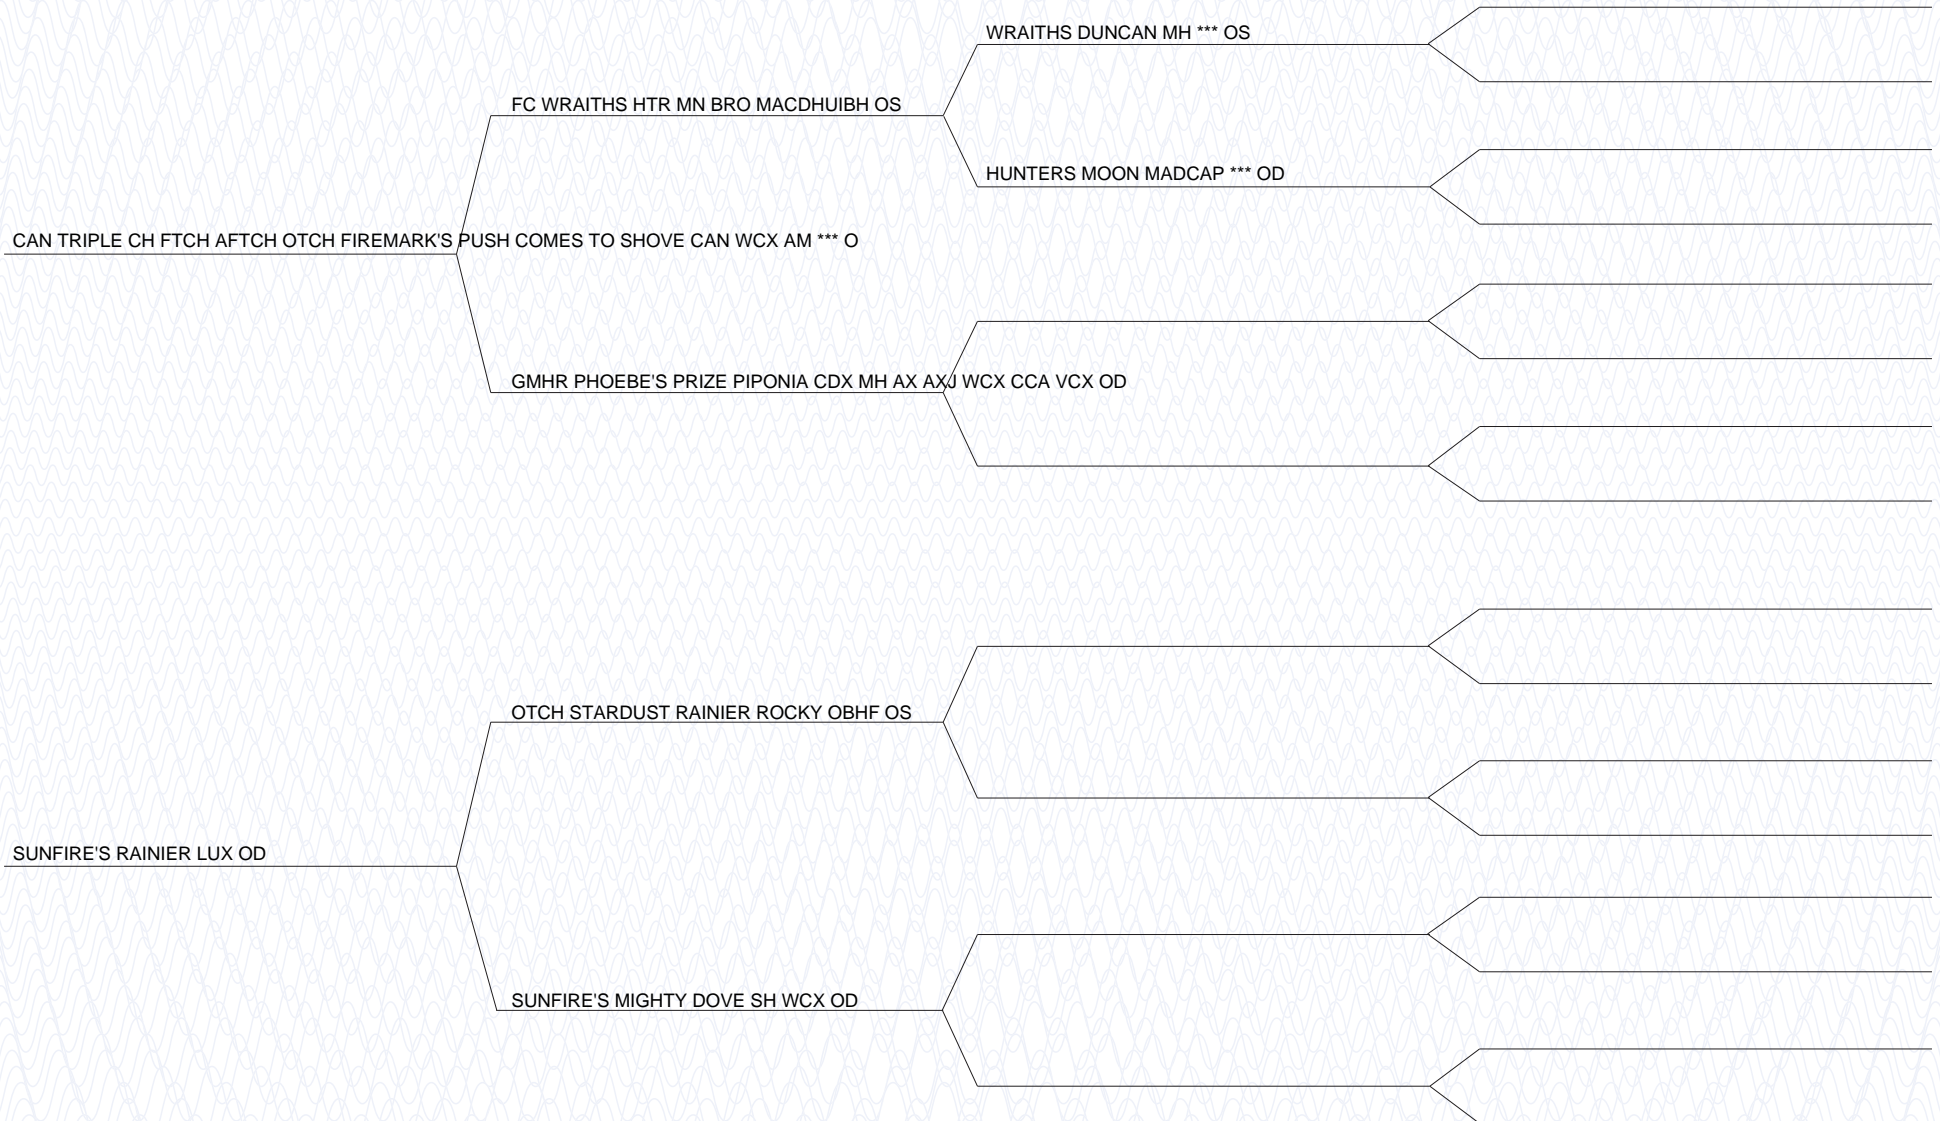 WRAITHS DUNCAN MH *** OS
FC WRAITHS HTR MN BRO MACDHUIBH OS
HUNTERS MOON MADCAP *** OD
CAN TRIPLE CH FTCH AFTCH OTCH FIREMARK'S PUSH COMES TO SHOVE CAN WCX AM *** O
GMHR PHOEBE'S PRIZE PIPONIA CDX MH AX AXJ WCX CCA VCX OD
OTCH STARDUST RAINIER ROCKY OBHF OS
SUNFIRE'S RAINIER LUX OD
SUNFIRE'S MIGHTY DOVE SH WCX OD